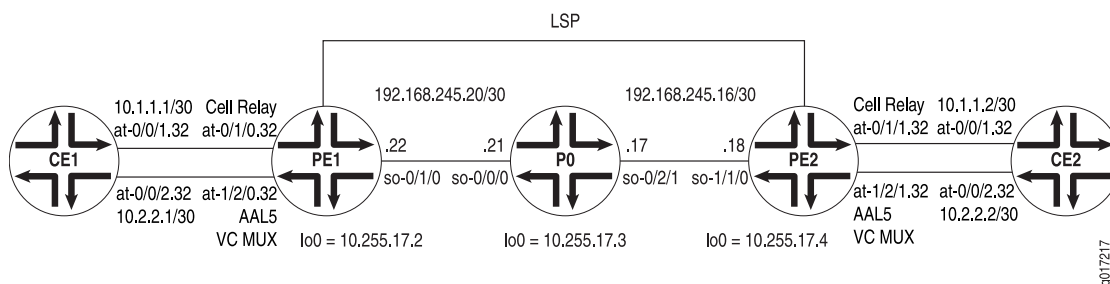 LSP
192.168.245.20/30 192.168.245.16/30
10.1.1.1/30 Cell Relay
at-0/0/1.32 at-0/1/0.32
Cell Relay 10.1.1.2/30
at-0/1/1.32 at-0/0/1.32
CE1 PE1 .22 .21 P0 .17 .18 PE2 CE2
so-0/1/0 so-0/0/0 so-0/2/1 so-1/1/0
at-0/0/2.32 at-1/2/0.32
10.2.2.1/30 AAL5
VC MUX
at-1/2/1.32 at-0/0/2.32
AAL5 10.2.2.2/30
VC MUX
lo0 = 10.255.17.2 lo0 = 10.255.17.3 lo0 = 10.255.17.4
g017217